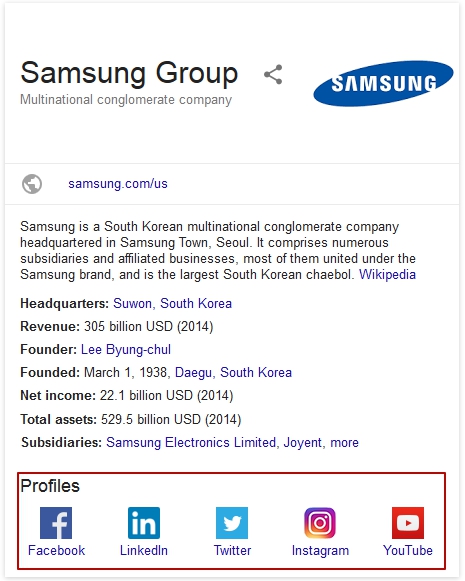 Samsung Group
SAMSUNG
Multinational conglomerate company
samsung.com/us
Samsung is a South Korean multinational conglomerate company
headquartered in Samsung Town, Seoul. It comprises numerous
subsidiaries and affiliated businesses, most of them united under the
Samsung brand, and is the largest South Korean chaebol. Wikipedia
Headquarters: Suwon, South Korea
Revenue: 305 billion USD (2014)
Founder: Lee Byung-chul
Founded: March 1, 1938, Daegu, South Korea
Net income: 22.1 billion USD (2014)
Total assets: 529.5 billion USD (2014)
Subsidiaries: Samsung Electronics Limited, Joyent, more
Profiles
Facebook LinkedIn Twitter Instagram YouTube